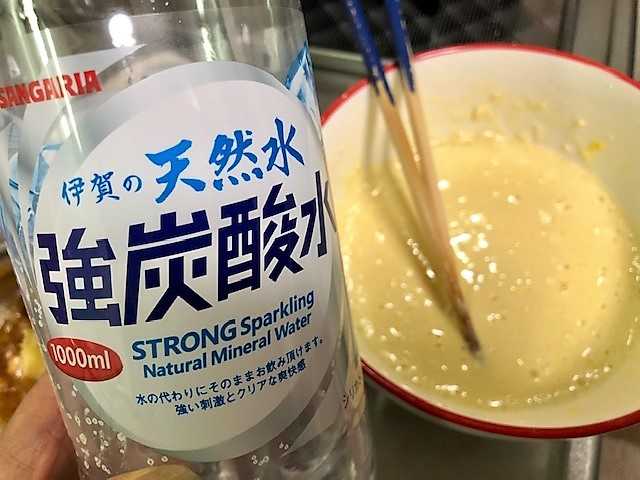 SANGARIA
伊賀の天然水
強炭酸水
1000ml
STRONG Sparkling
Natural Mineral Water
水の代わりにそのままお飲み頂けます。
強い刺激とクリアな爽快感